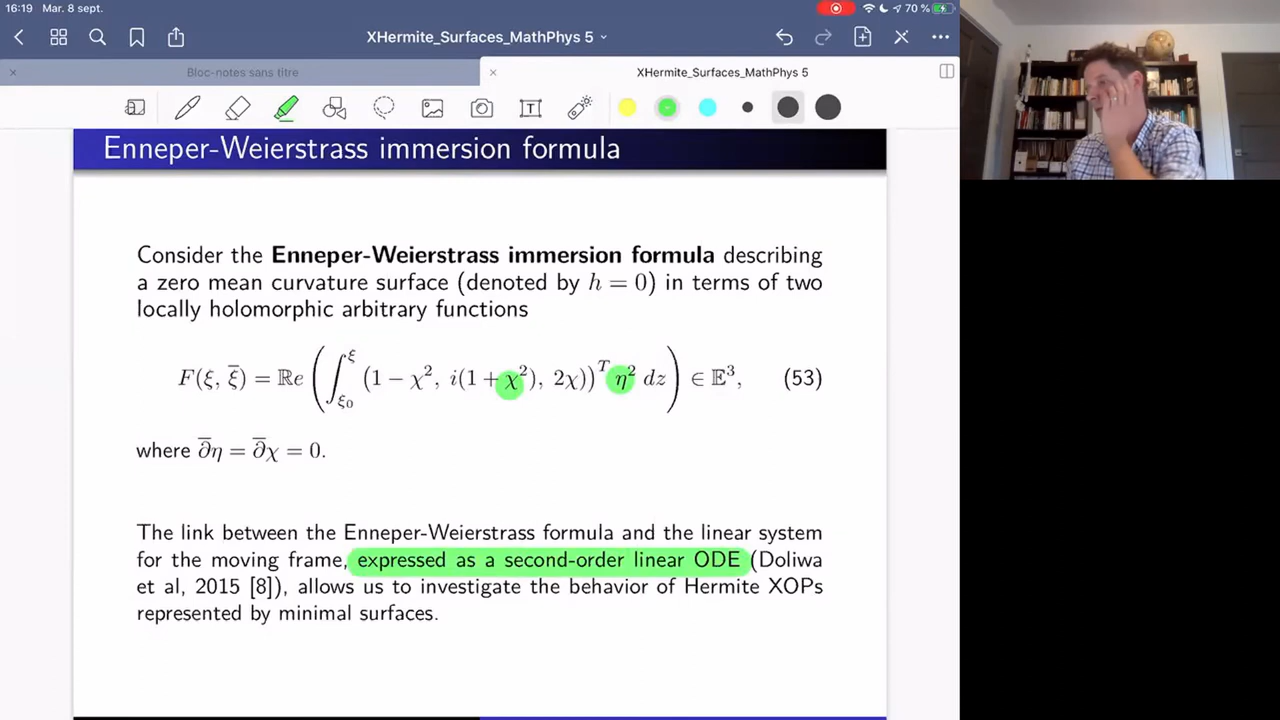 16:19 Mar. 8 sept. 70 %
XHermite_Surfaces_MathPhys 5
Bloc-notes sans titre
XHermite_Surfaces_MathPhys 5
Enneper-Weierstrass immersion formula
Consider the Enneper-Weierstrass immersion formula describing
a zero mean curvature surface (denoted by h = 0) in terms of two
locally holomorphic arbitrary functions
F(ξ, ξ̄) = ℝe (∫_{ξ₀}^{ξ} (1 − χ², i(1 + χ²), 2χ))^T η² dz) ∈ 𝔼³, (53)
where ∂̄η = ∂̄χ = 0.
The link between the Enneper-Weierstrass formula and the linear system
for the moving frame, expressed as a second-order linear ODE (Doliwa
et al, 2015 [8]), allows us to investigate the behavior of Hermite XOPs
represented by minimal surfaces.